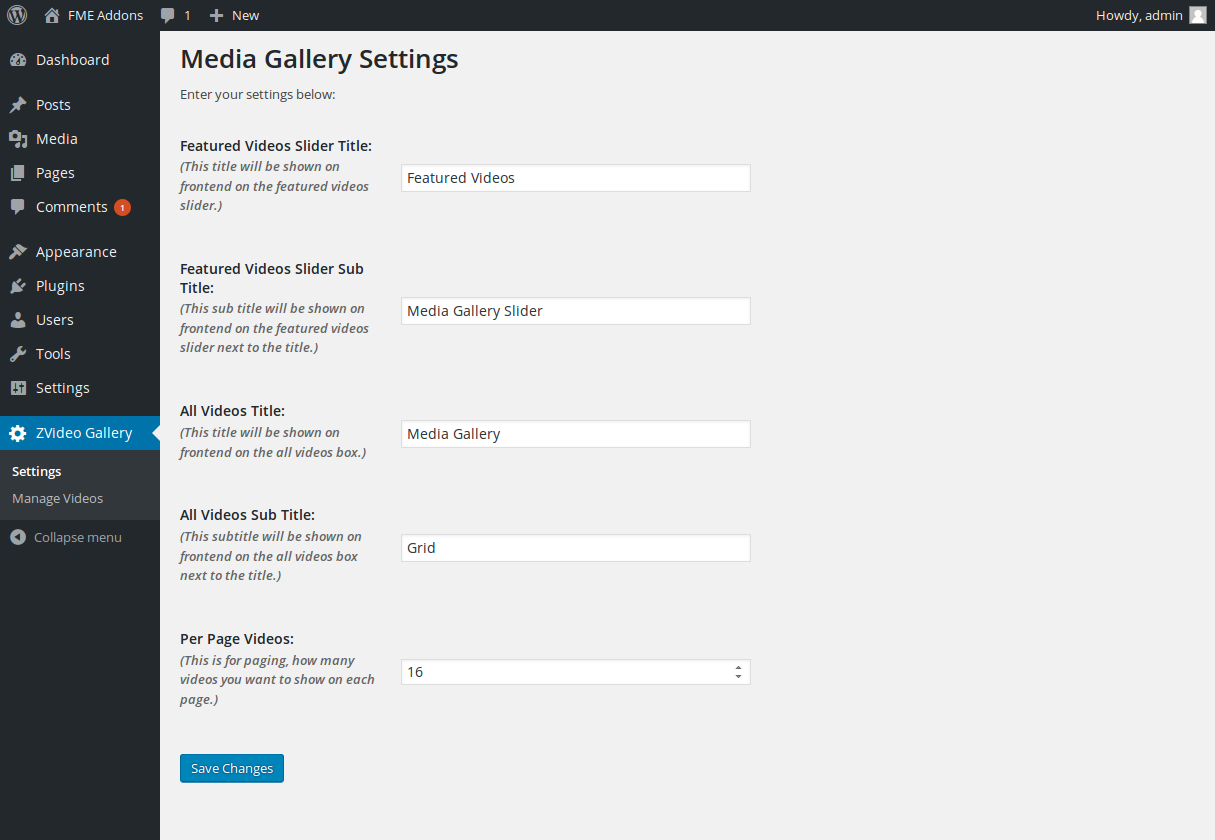 FME Addons 1 New Howdy, admin
Dashboard
Posts
Media
Pages
Comments 1
Appearance
Plugins
Users
Tools
Settings
ZVideo Gallery
Settings
Manage Videos
Collapse menu
Media Gallery Settings
Enter your settings below:
Featured Videos Slider Title:
(This title will be shown on
frontend on the featured videos
slider.)
Featured Videos
Featured Videos Slider Sub
Title:
(This sub title will be shown on
frontend on the featured videos
slider next to the title.)
Media Gallery Slider
All Videos Title:
(This title will be shown on
frontend on the all videos box.)
Media Gallery
All Videos Sub Title:
(This subtitle will be shown on
frontend on the all videos box
next to the title.)
Grid
Per Page Videos:
(This is for paging, how many
videos you want to show on each
page.)
16
Save Changes